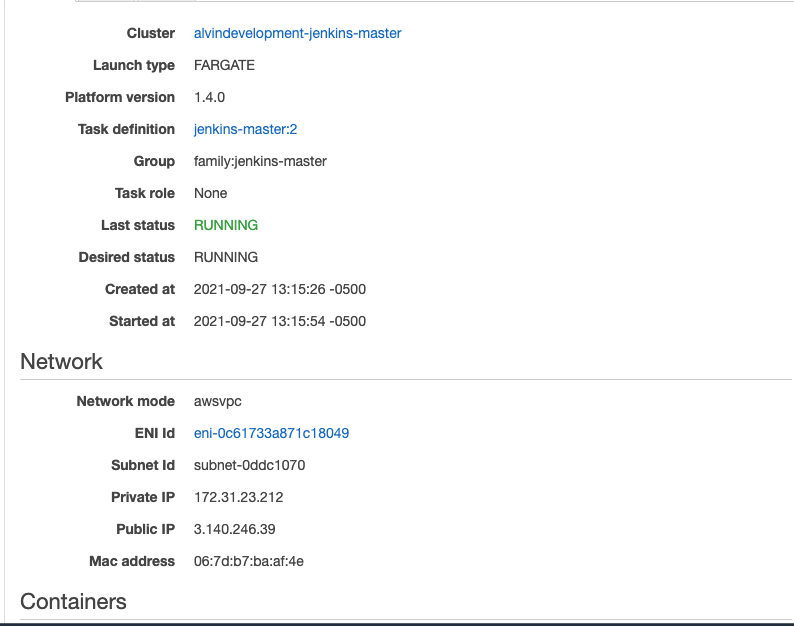 Cluster alvindevelopment-jenkins-master
Launch type FARGATE
Platform version 1.4.0
Task definition jenkins-master:2
Group family:jenkins-master
Task role None
Last status RUNNING
Desired status RUNNING
Created at 2021-09-27 13:15:26 -0500
Started at 2021-09-27 13:15:54 -0500
Network
Network mode awsvpc
ENI Id eni-0c61733a871c18049
Subnet Id subnet-0ddc1070
Private IP 172.31.23.212
Public IP 3.140.246.39
Mac address 06:7d:b7:ba:af:4e
Containers